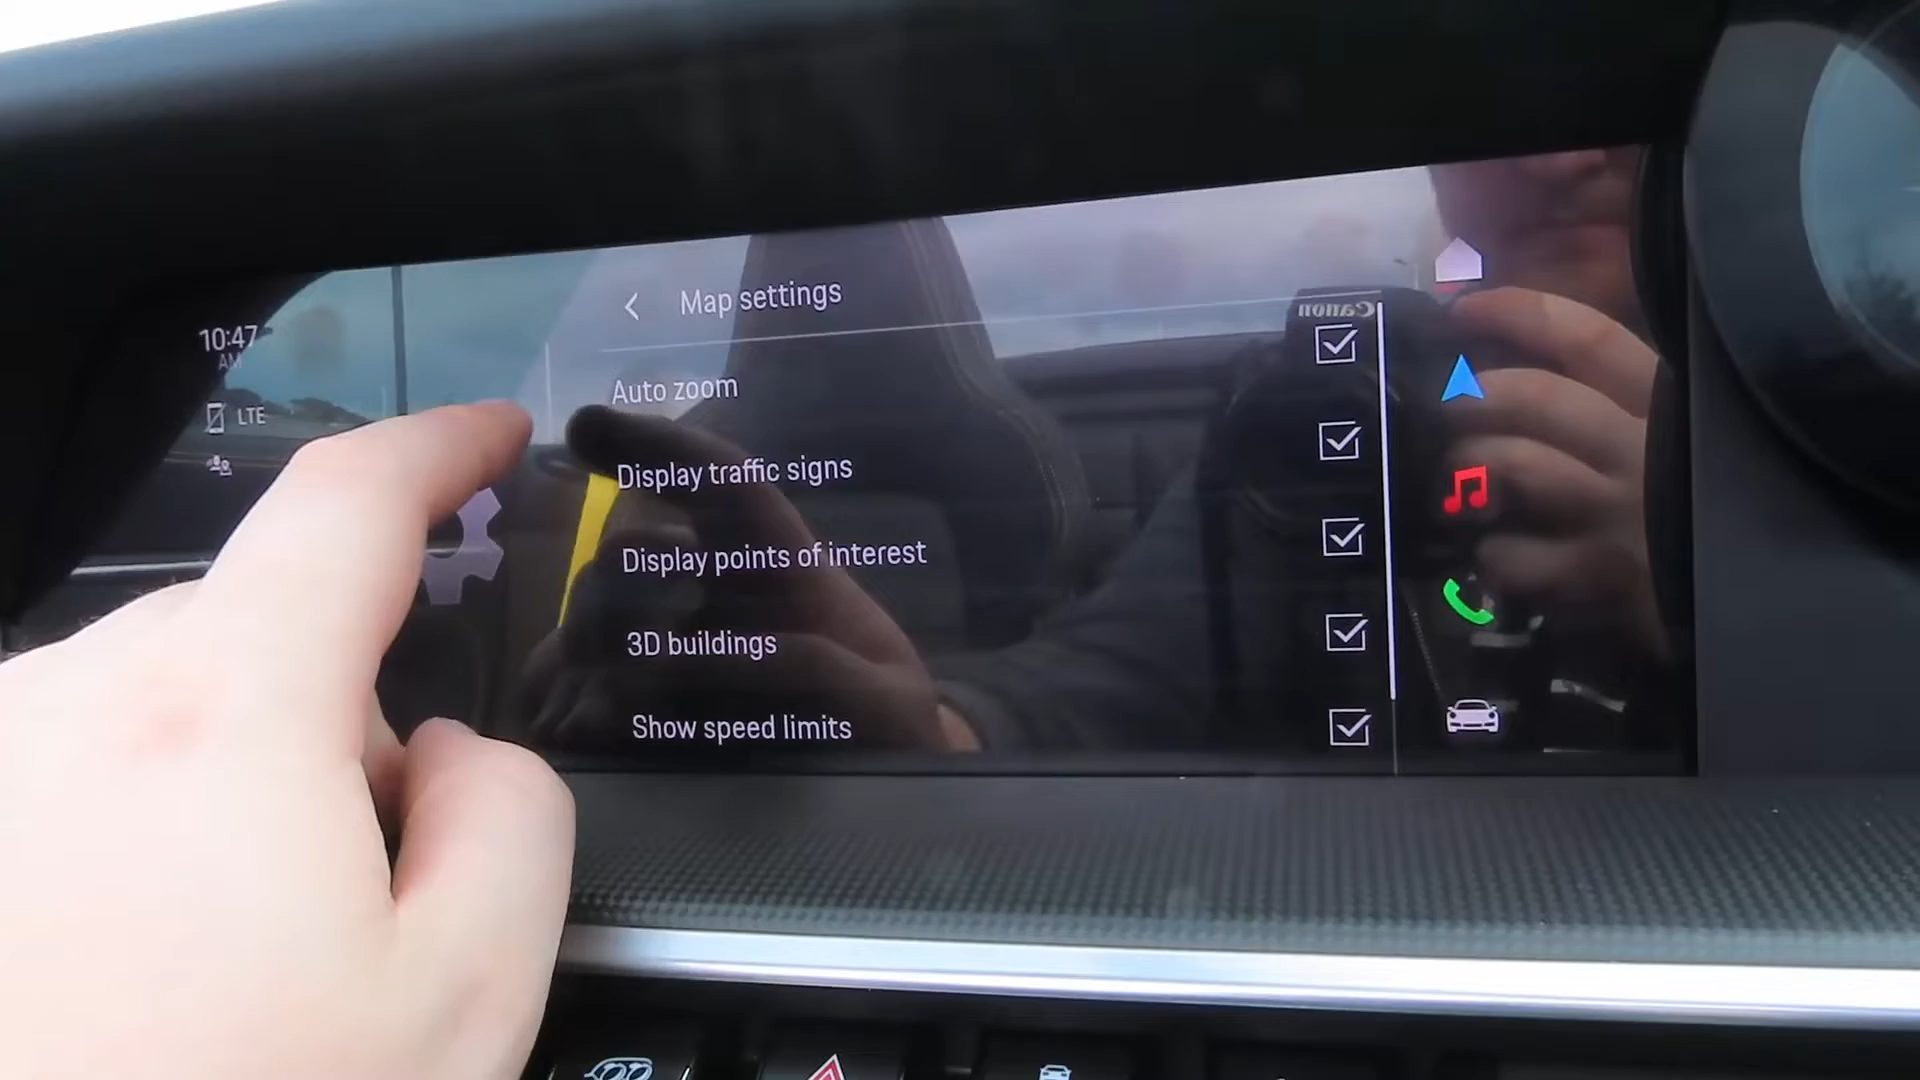 10:47
AM
LTE
Map settings
Canon
Auto zoom
Display traffic signs
Display points of interest
3D buildings
Show speed limits